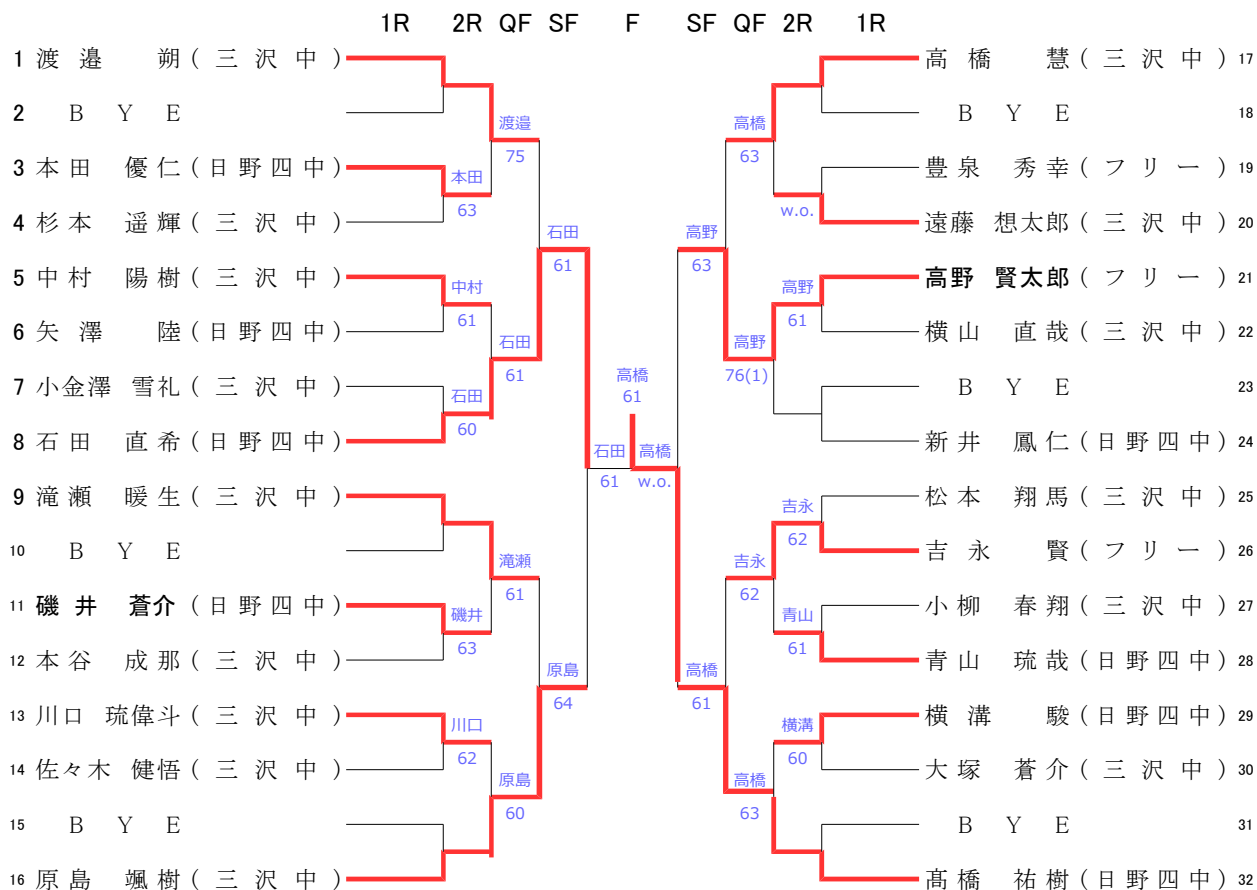 1R 2R QF SF F SF QF 2R 1R
1 渡邉 朔 (三沢中)
2 BYE
3 本田 優仁 (日野四中)
4 杉本 遥輝 (三沢中)
5 中村 陽樹 (三沢中)
6 矢澤 陸 (日野四中)
7 小金澤 雪礼 (三沢中)
8 石田 直希 (日野四中)
9 滝瀬 暖生 (三沢中)
10 BYE
11 磯井 蒼介 (日野四中)
12 本谷 成那 (三沢中)
13 川口 琉偉斗 (三沢中)
14 佐々木 健悟 (三沢中)
15 BYE
16 原島 颯樹 (三沢中)
本田
63
中村
61
石田
60
磯井
63
川口
62
渡邉
75
石田
61
滝瀬
61
原島
60
石田
61
原島
64
石田
61
高橋
61
高橋
w.o.
高野
63
高橋
61
高橋
63
高野
76(1)
吉永
62
高橋
63
w.o.
高野
61
吉永
62
青山
61
横溝
60
高橋 慧 (三沢中) 17
BYE 18
豊泉 秀幸 (フリー) 19
遠藤 想太郎 (三沢中) 20
高野 賢太郎 (フリー) 21
横山 直哉 (三沢中) 22
BYE 23
新井 鳳仁 (日野四中) 24
松本 翔馬 (三沢中) 25
吉永 賢 (フリー) 26
小柳 春翔 (三沢中) 27
青山 琉哉 (日野四中) 28
横溝 駿 (日野四中) 29
大塚 蒼介 (三沢中) 30
BYE 31
髙橋 祐樹 (日野四中) 32